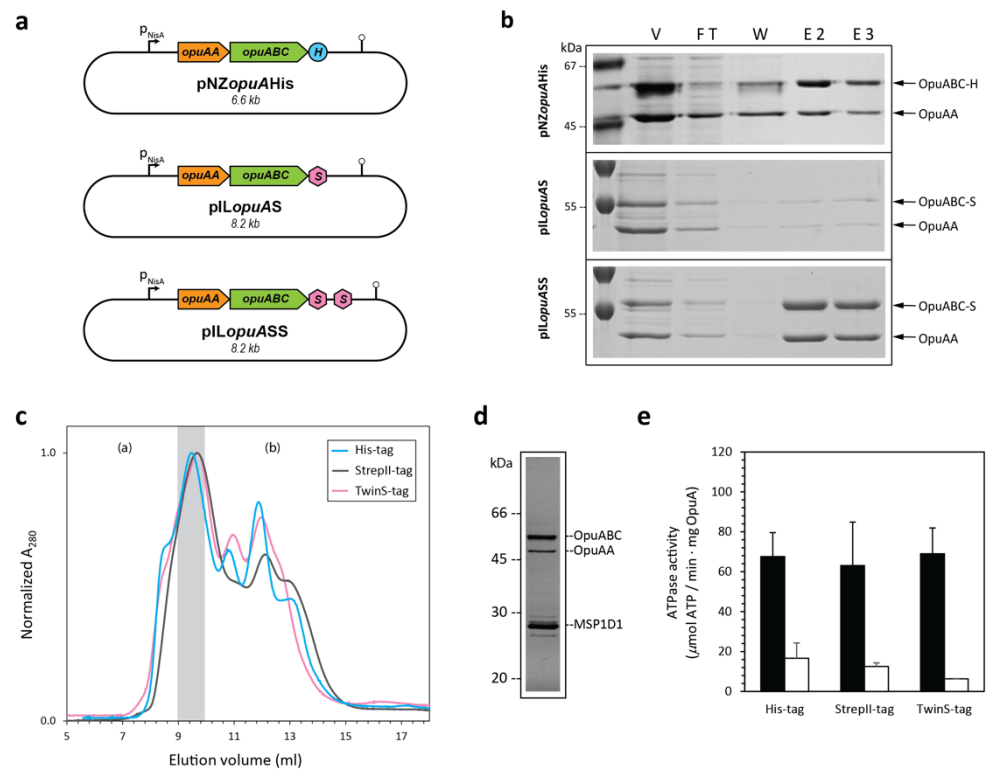 a
pNisA
opuAA opuABC H
pNZopuAHis
6.6 kb
pNisA
opuAA opuABC S
pILopuAS
8.2 kb
pNisA
opuAA opuABC S S
pILopuASS
8.2 kb
b
V F T W E 2 E 3
kDa
67
45
pNZopuAHis
OpuABC-H
OpuAA
55
pILopuAS
OpuABC-S
OpuAA
55
pILopuASS
OpuABC-S
OpuAA
c
(a) (b)
His-tag
StrepII-tag
TwinS-tag
1.0
0.0
Normalized A280
5 7 9 11 13 15 17
Elution volume (ml)
d
kDa
66
45
30
20
OpuABC
OpuAA
MSP1D1
e
ATPase activity
(μmol ATP / min · mg OpuA)
120
100
80
60
40
20
0
His-tag StrepII-tag TwinS-tag